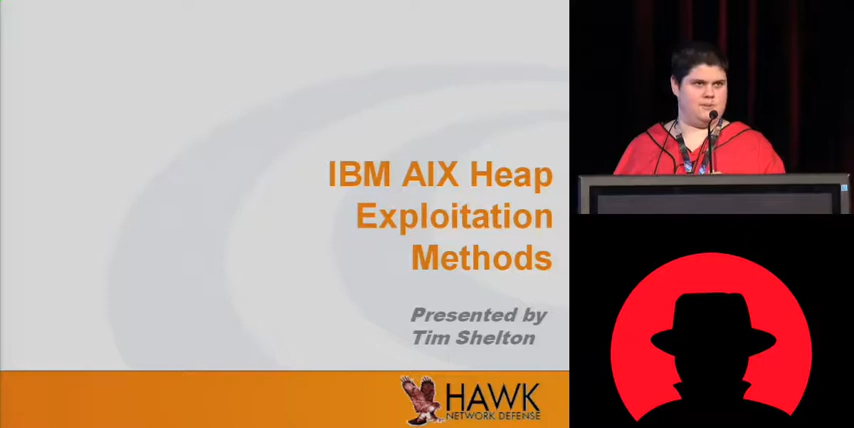 IBM AIX Heap
Exploitation
Methods
Presented by
Tim Shelton
HAWK
NETWORK DEFENSE